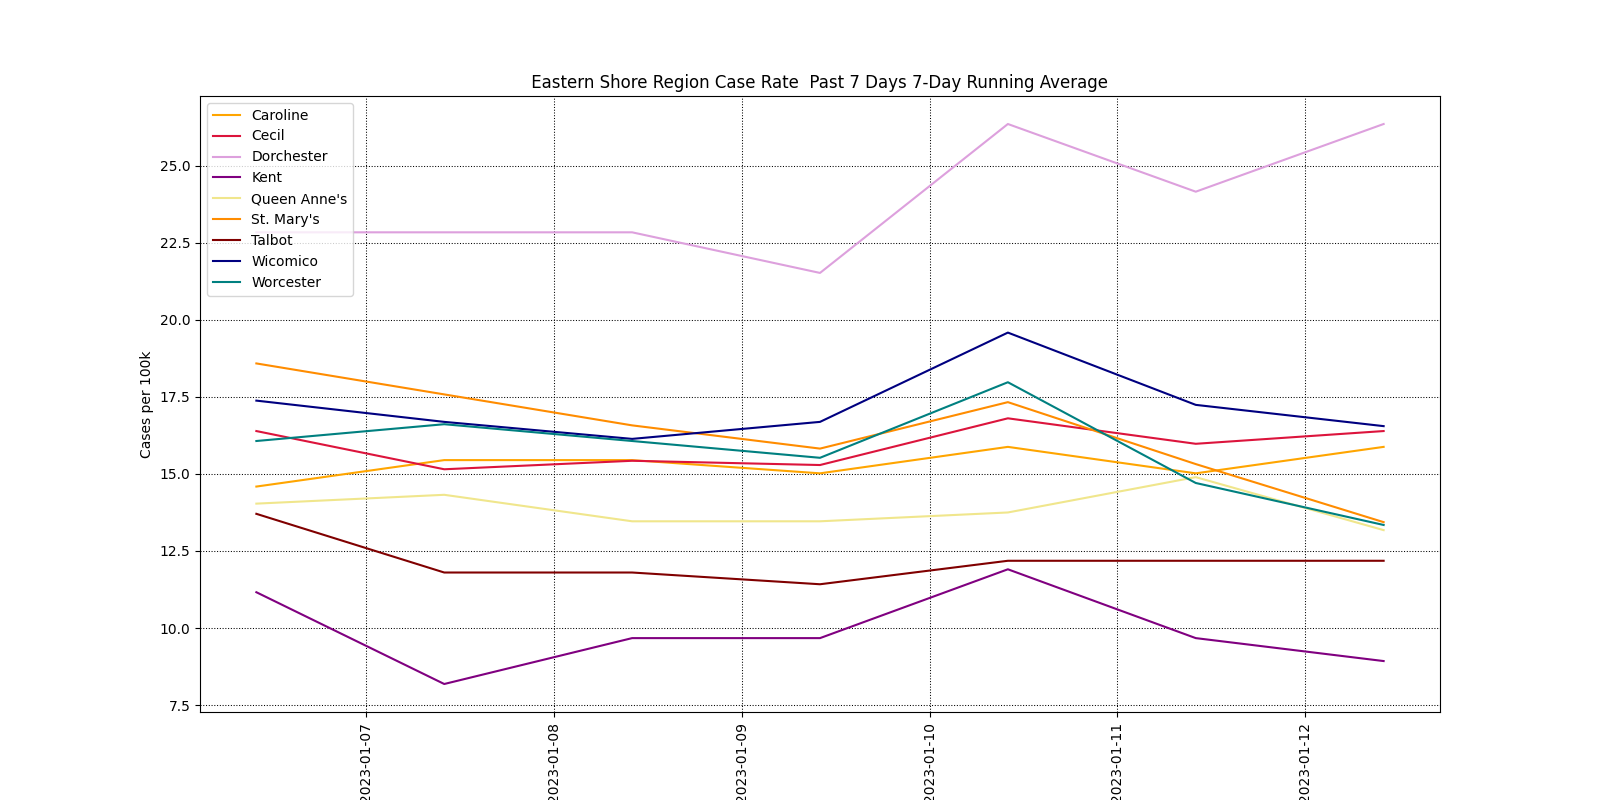 Eastern Shore Region Case Rate  Past 7 Days 7-Day Running Average
Caroline
Cecil
Dorchester
Kent
Queen Anne's
St. Mary's
Talbot
Wicomico
Worcester
Cases per 100k
25.0
22.5
20.0
17.5
15.0
12.5
10.0
7.5
2023-01-07
2023-01-08
2023-01-09
2023-01-10
2023-01-11
2023-01-12